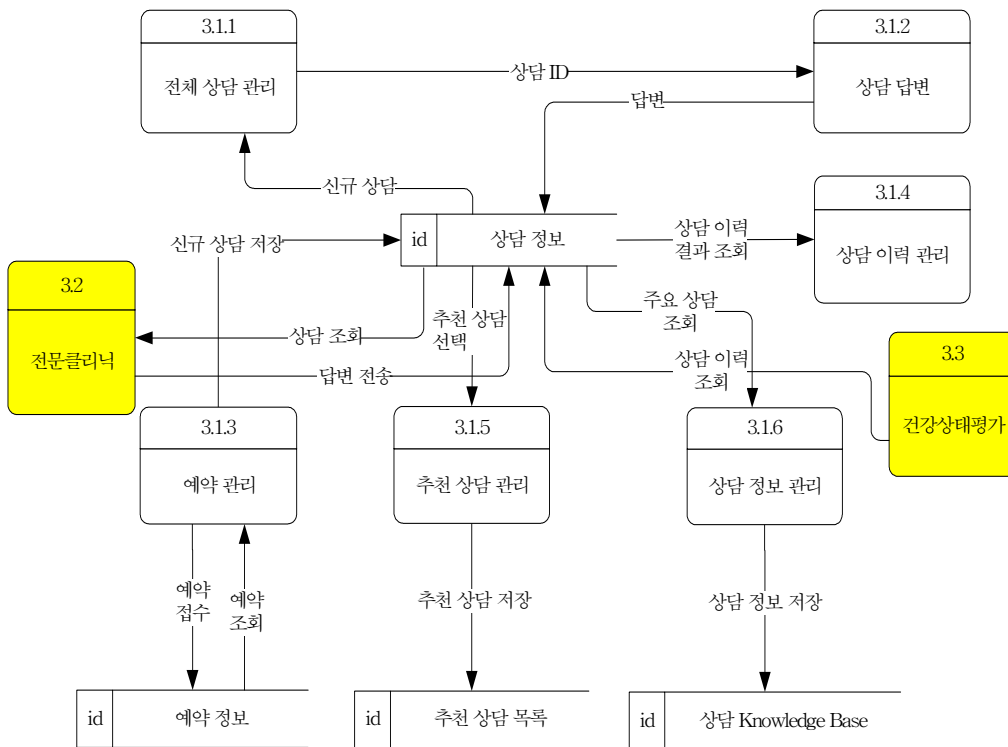 3.1.1
전체 상담 관리
상담 ID
3.1.2
상담 답변
답변
신규 상담
3.1.4
상담 이력 관리
id
상담 정보
상담 이력
결과 조회
신규 상담 저장
3.2
전문클리닉
상담 조회
추천 상담
선택
주요 상담
조회
답변 전송
상담 이력
조회
3.3
건강상태평가
3.1.3
예약 관리
3.1.5
추천 상담 관리
3.1.6
상담 정보 관리
예약
접수
예약
조회
추천 상담 저장
상담 정보 저장
id
예약 정보
id
추천 상담 목록
id
상담 Knowledge Base